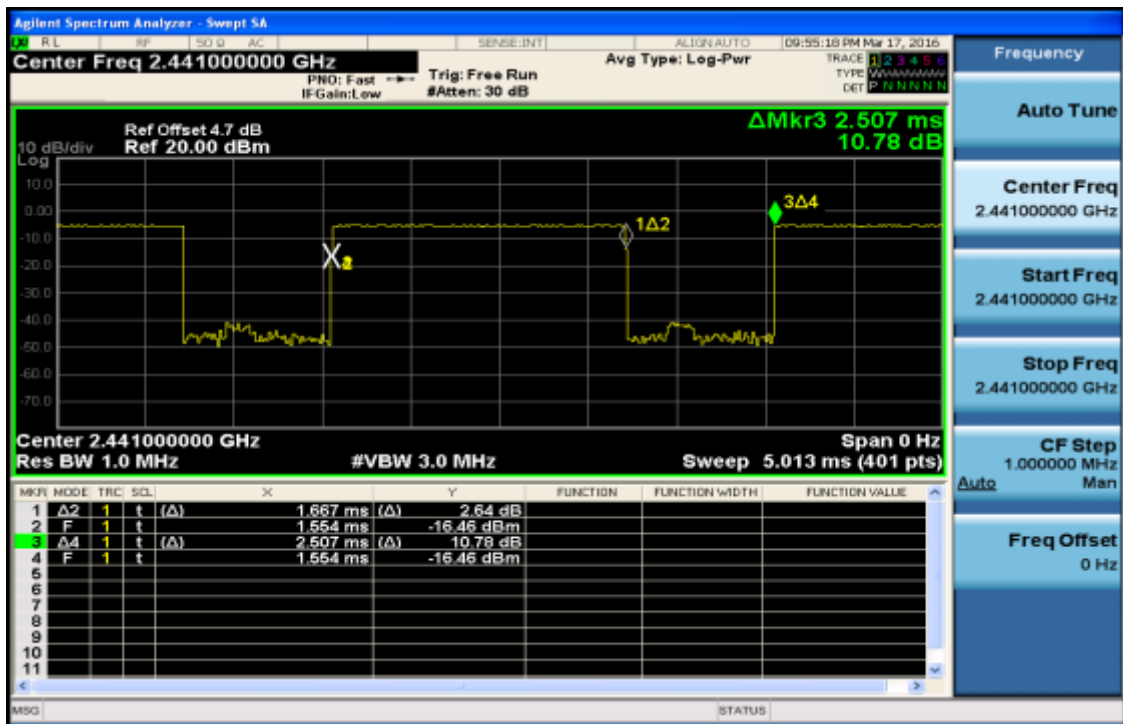 Agilent Spectrum Analyzer - Swept SA
RL RF 50 Ω AC SENSE:INT ALIGN AUTO 09:55:18 PM Mar 17, 2016
Center Freq 2.441000000 GHz
PNO: Fast
IFGain:Low
Trig: Free Run
#Atten: 30 dB
Avg Type: Log-Pwr
TRACE 1 2 3 4 5 6
TYPE
DET P N N N N N
Ref Offset 4.7 dB
10 dB/div Ref 20.00 dBm
Log
ΔMkr3 2.507 ms
10.78 dB
10.0
0.00
-10.0
-20.0
-30.0
-40.0
-50.0
-60.0
-70.0
1Δ2
3Δ4
X
Center 2.441000000 GHz Span 0 Hz
Res BW 1.0 MHz #VBW 3.0 MHz Sweep 5.013 ms (401 pts)
MKR MODE TRC SCL X Y FUNCTION FUNCTION WIDTH FUNCTION VALUE
1 Δ2 1 t (Δ) 1.667 ms (Δ) 2.64 dB
2 F 1 t 1.554 ms -16.46 dBm
3 Δ4 1 t (Δ) 2.507 ms (Δ) 10.78 dB
4 F 1 t 1.554 ms -16.46 dBm
5
6
7
8
9
10
11
MSG STATUS
Frequency
Auto Tune
Center Freq
2.441000000 GHz
Start Freq
2.441000000 GHz
Stop Freq
2.441000000 GHz
CF Step
1.000000 MHz
Auto Man
Freq Offset
0 Hz